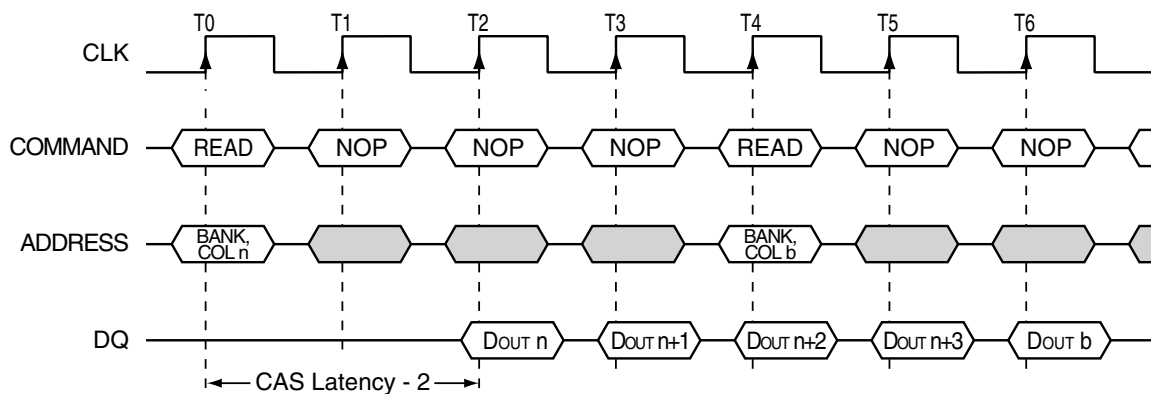 T0 T1 T2 T3 T4 T5 T6
CLK
COMMAND READ NOP NOP NOP READ NOP NOP
ADDRESS BANK, COL n BANK, COL b
DQ DOUT n DOUT n+1 DOUT n+2 DOUT n+3 DOUT b
CAS Latency - 2